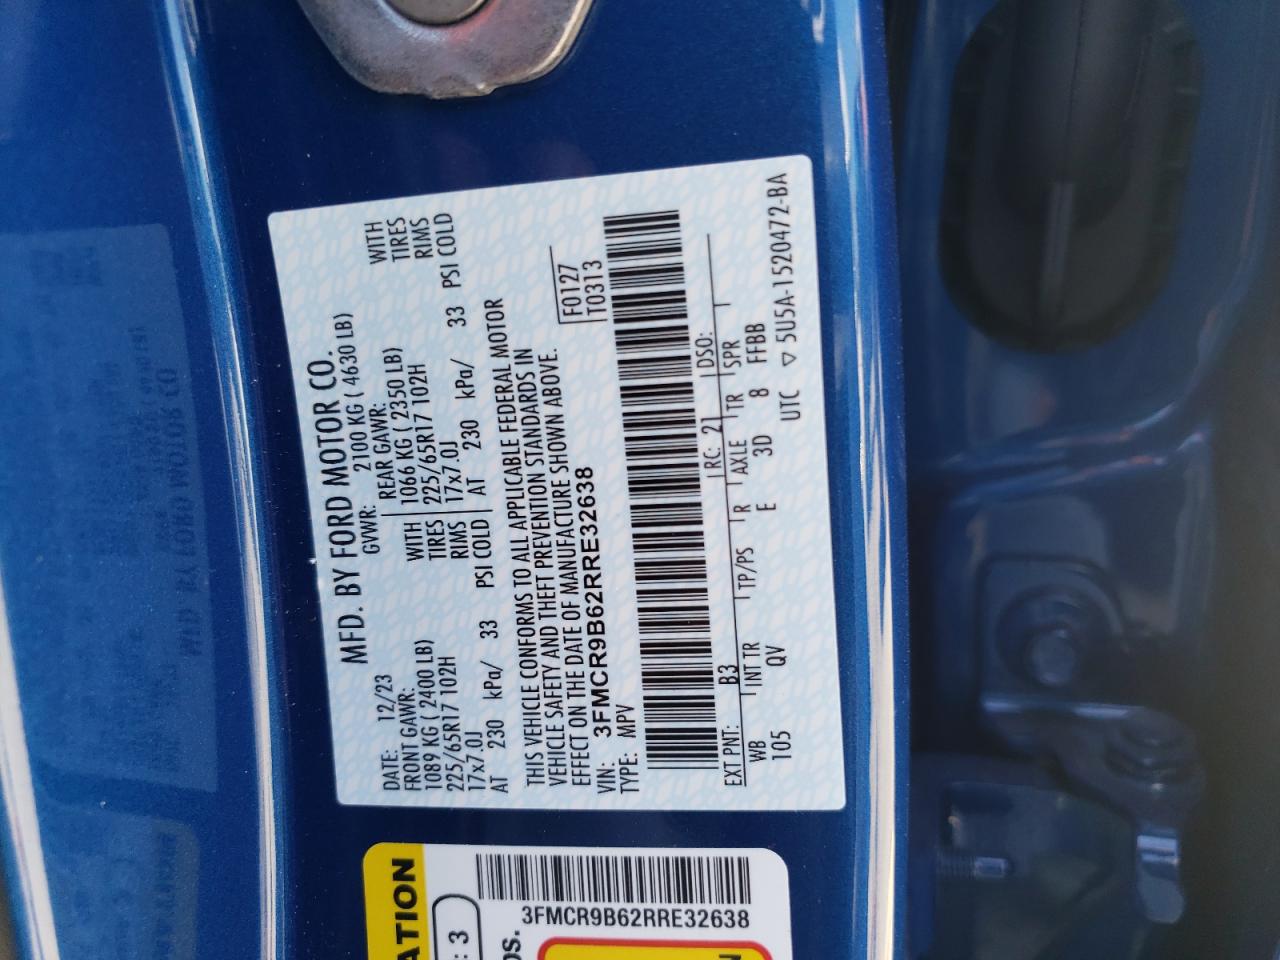 MFD. BY FORD MOTOR CO.
DATE: 12/23 GVWR: 2100 KG ( 4630 LB)
FRONT GAWR: REAR GAWR:
1089 KG ( 2400 LB) WITH 1066 KG ( 2350 LB) WITH
225/65R17 102H TIRES 225/65R17 102H TIRES
17x7.0J RIMS 17x7.0J RIMS
AT 230 kPa/ 33 PSI COLD AT 230 kPa/ 33 PSI COLD
THIS VEHICLE CONFORMS TO ALL APPLICABLE FEDERAL MOTOR
VEHICLE SAFETY AND THEFT PREVENTION STANDARDS IN
EFFECT ON THE DATE OF MANUFACTURE SHOWN ABOVE.
VIN: 3FMCR9B62RRE32638 F0127
TYPE: MPV T0313
EXT PNT: B3 RC: 21 DSO:
WB INT TR TP/PS R AXLE TR SPR
105 QV E 3D 8 FFBB
UTC ▽ 5U5A-1520472-BA
ATION
: 3
3FMCR9B62RRE32638